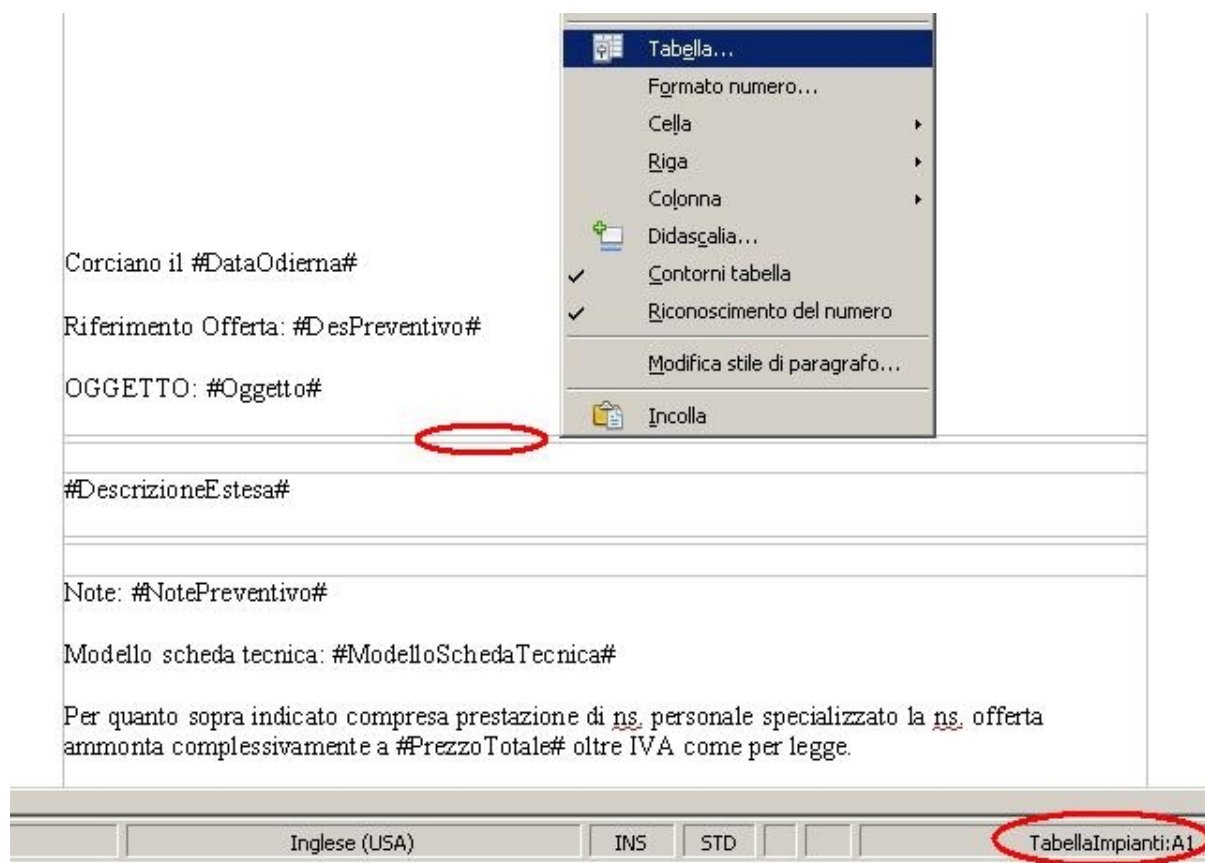 Tabella...
Formato numero...
Cella
Riga
Colonna
Didascalia...
Contorni tabella
Riconoscimento del numero
Modifica stile di paragrafo...
Incolla
Corciano il #DataOdierna#
Riferimento Offerta: #DesPreventivo#
OGGETTO: #Oggetto#
#DescrizioneEstesa#
Note: #NotePreventivo#
Modello scheda tecnica: #ModelloSchedaTecnica#
Per quanto sopra indicato compresa prestazione di ns. personale specializzato la ns. offerta
ammonta complessivamente a #PrezzoTotale# oltre IVA come per legge.
Inglese (USA) INS STD TabellaImpianti:A1